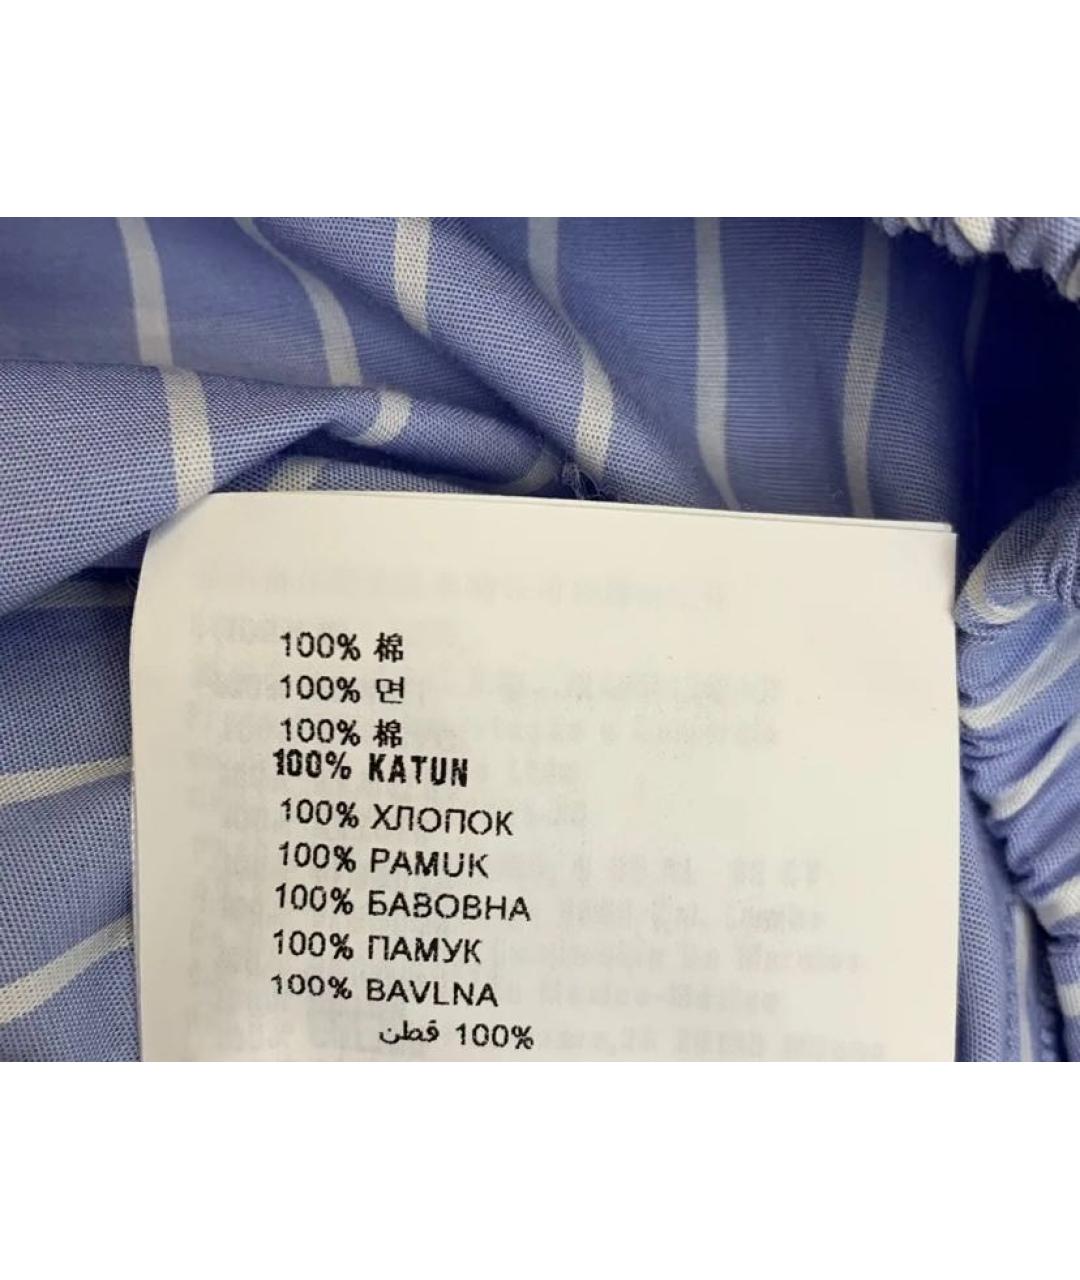 100% 棉
100% 면
100% 棉
100% KATUN
100% ХЛОПОК
100% PAMUK
100% БАВОВНА
100% ПАМУК
100% BAVLNA
100% قطن